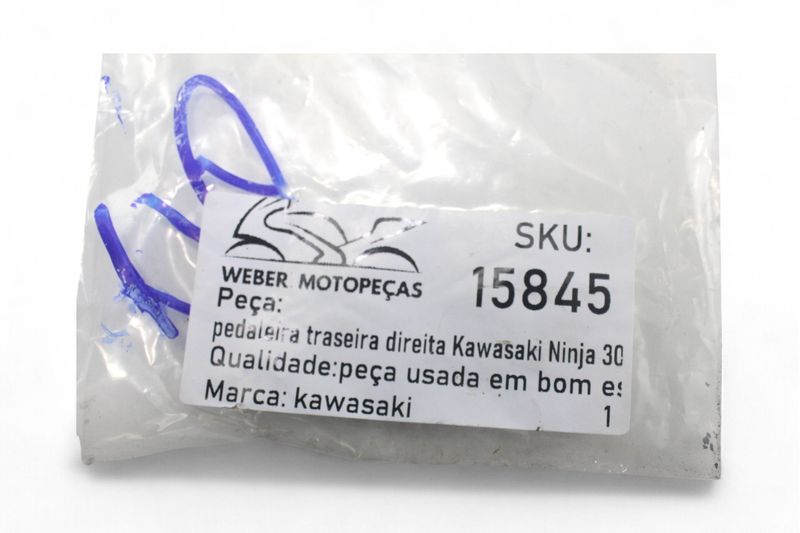 SKU:
15845
WEBER MOTOPEÇAS
Peça:
pedaleira traseira direita Kawasaki Ninja 30
Qualidade:peça usada em bom es
Marca: kawasaki
1